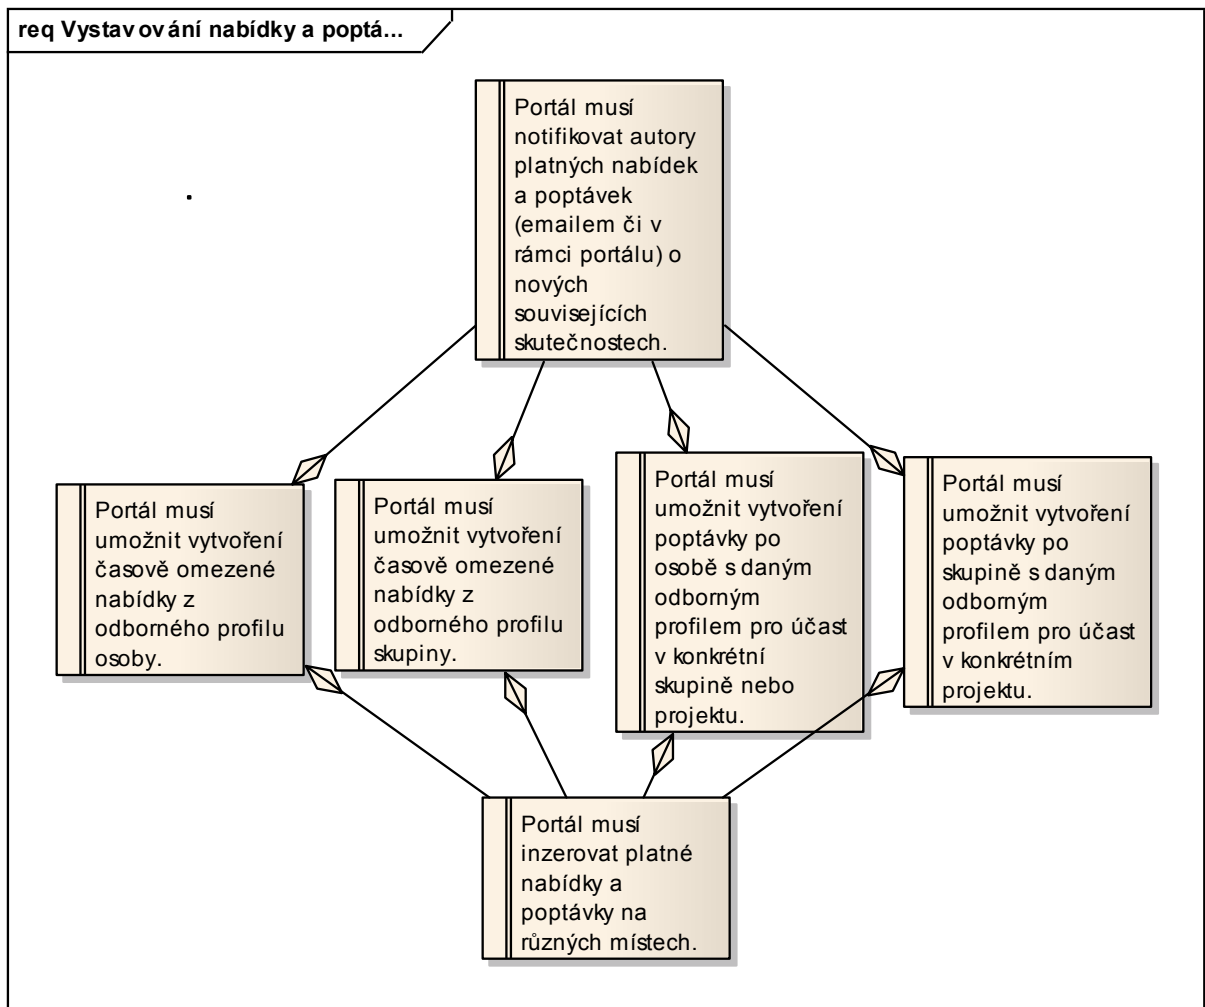 req Vystavování nabídky a poptá...
Portál musí
notifikovat autory
platných nabídek
a poptávek
(emailem či v
rámci portálu) o
nových
souvisejících
skutečnostech.
Portál musí
umožnit vytvoření
časově omezené
nabídky z
odborného profilu
osoby.
Portál musí
umožnit vytvoření
časově omezené
nabídky z
odborného profilu
skupiny.
Portál musí
umožnit vytvoření
poptávky po
osobě s daným
odborným
profilem pro účast
v konkrétní
skupině nebo
projektu.
Portál musí
umožnit vytvoření
poptávky po
skupině s daným
odborným
profilem pro účast
v konkrétním
projektu.
Portál musí
inzerovat platné
nabídky a
poptávky na
různých místech.